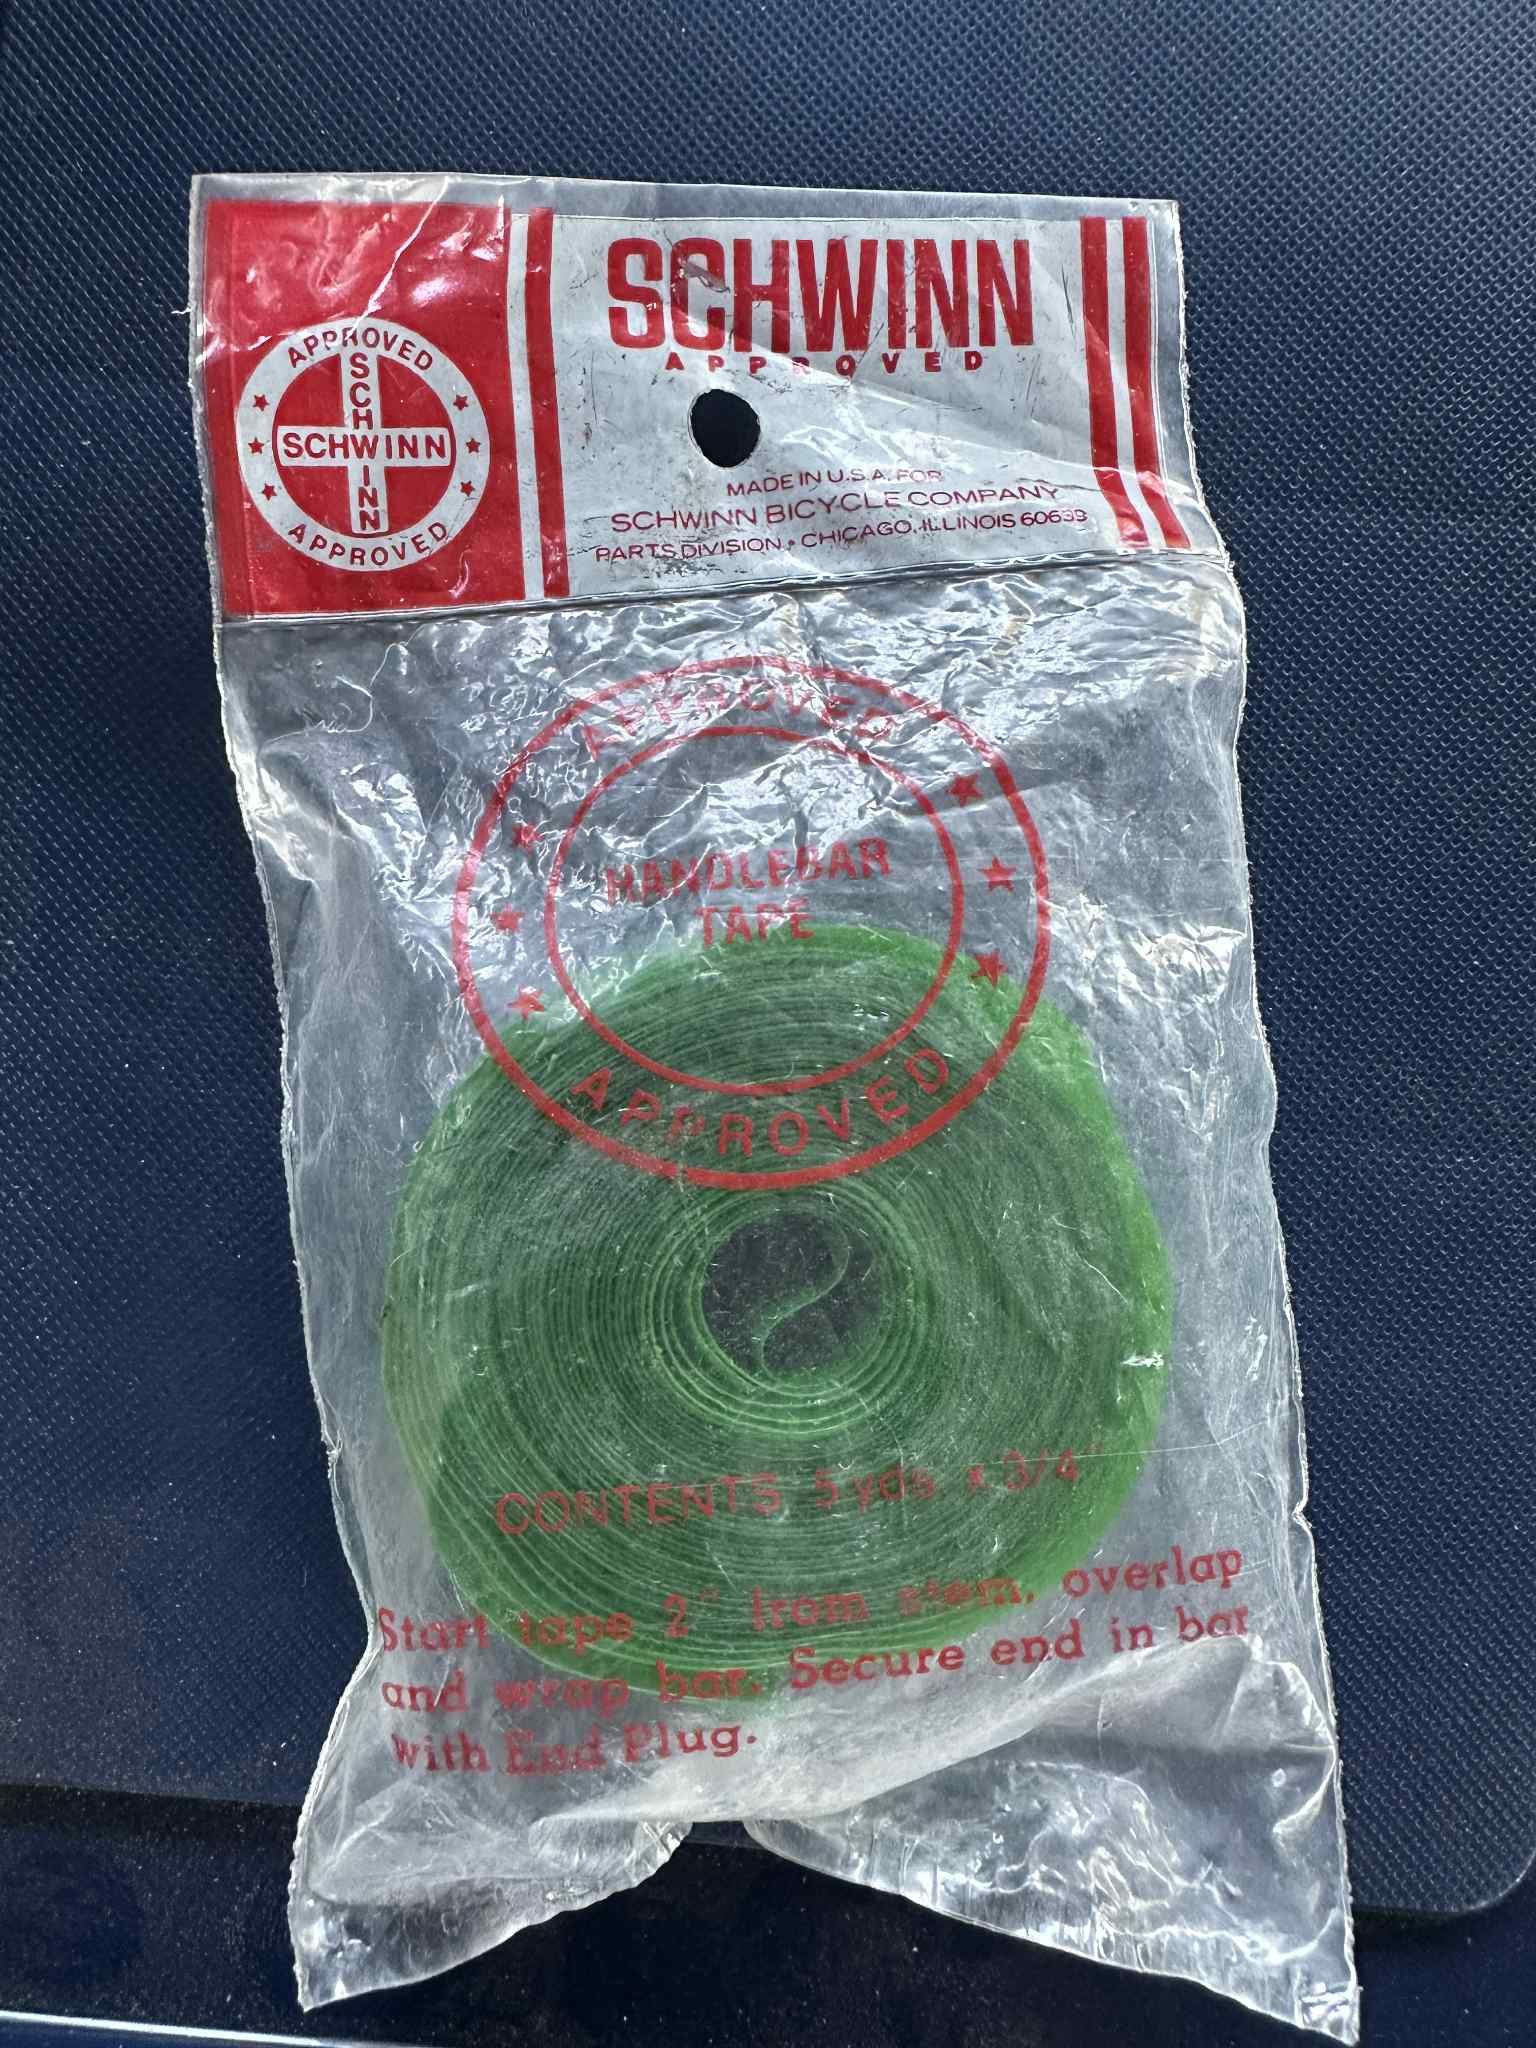 APPROVED
SCHWINN
SCHWINN
APPROVED
SCHWINN
APPROVED
MADE IN U.S.A. FOR
SCHWINN BICYCLE COMPANY
PARTS DIVISION • CHICAGO, ILLINOIS 60639
APPROVED
HANDLEBAR
TAPE
APPROVED
CONTENTS 5 yds x 3/4"
Start tape 2" from stem, overlap
and wrap bar. Secure end in bar
with End Plug.